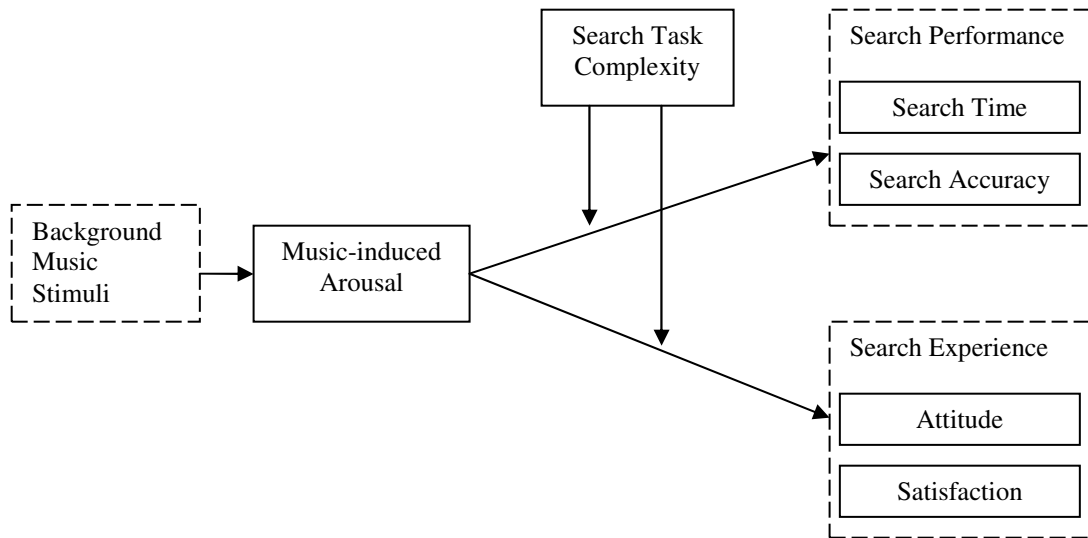 Search Task
Complexity
Search Performance
Search Time
Search Accuracy
Background
Music
Stimuli
Music-induced
Arousal
Search Experience
Attitude
Satisfaction